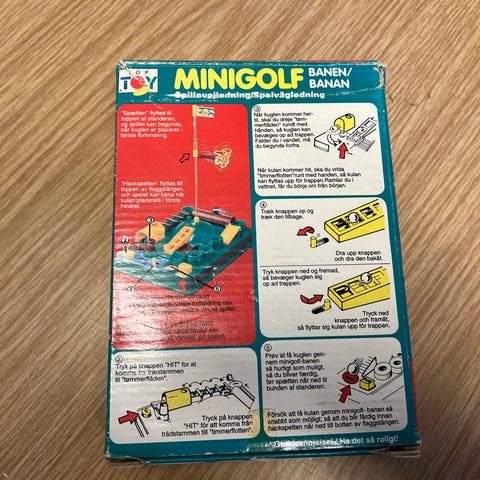 TOP
TOY
MINIGOLF BANEN/
BANAN
Spillevejledning/Spelvägledning
"Spætten" flyttes til
toppen af standeren,
og spillet kan begynde,
når kuglen er placeret i
første forhindring.
"Hackspetten" flyttas till
toppen av flaggstången,
och spelet kan börja när
kulan placerats i första
hindret.
START
START
2
Tryk på knappen "HIT" for at
komme fra træstammen
til "tømmerflåden".
Tryck på knappen
"HIT" för att komma från
trädstammen till "timmerflotten".
3
Når kuglen kommer her-
til, skal du dreje "tøm-
merflåden" rundt med
hånden, så kuglen kan
bevæges op ad trappen.
Falder du i vandet, må
du begynde forfra.
När kulan kommer hit, ska du vrida
"timmerflotten" runt med handen, så kulan
kan flyttas upp för trappan. Ramlar du i
vattnet, får du börja om från början.
4
Træk knappen op og
træk den tilbage.
Dra upp knappen
och dra den bakåt.
Tryk knappen ned og fremad,
så bevæger kuglen sig
op ad trappen.
Tryck ned
knappen och framåt,
så flyttar sig kulan upp för trappan.
5
Prøv at få kuglen gen-
nem minigolf-banen
så hurtigt som muligt,
så du bliver færdig,
før spætten når ned til
bunden af standeren.
Försök att få kulan genom minigolf- banan så
snabbt som möjligt, så att du blir färdig innan
hackspetten når ned till botten av flaggstången.
Ha det så roligt!